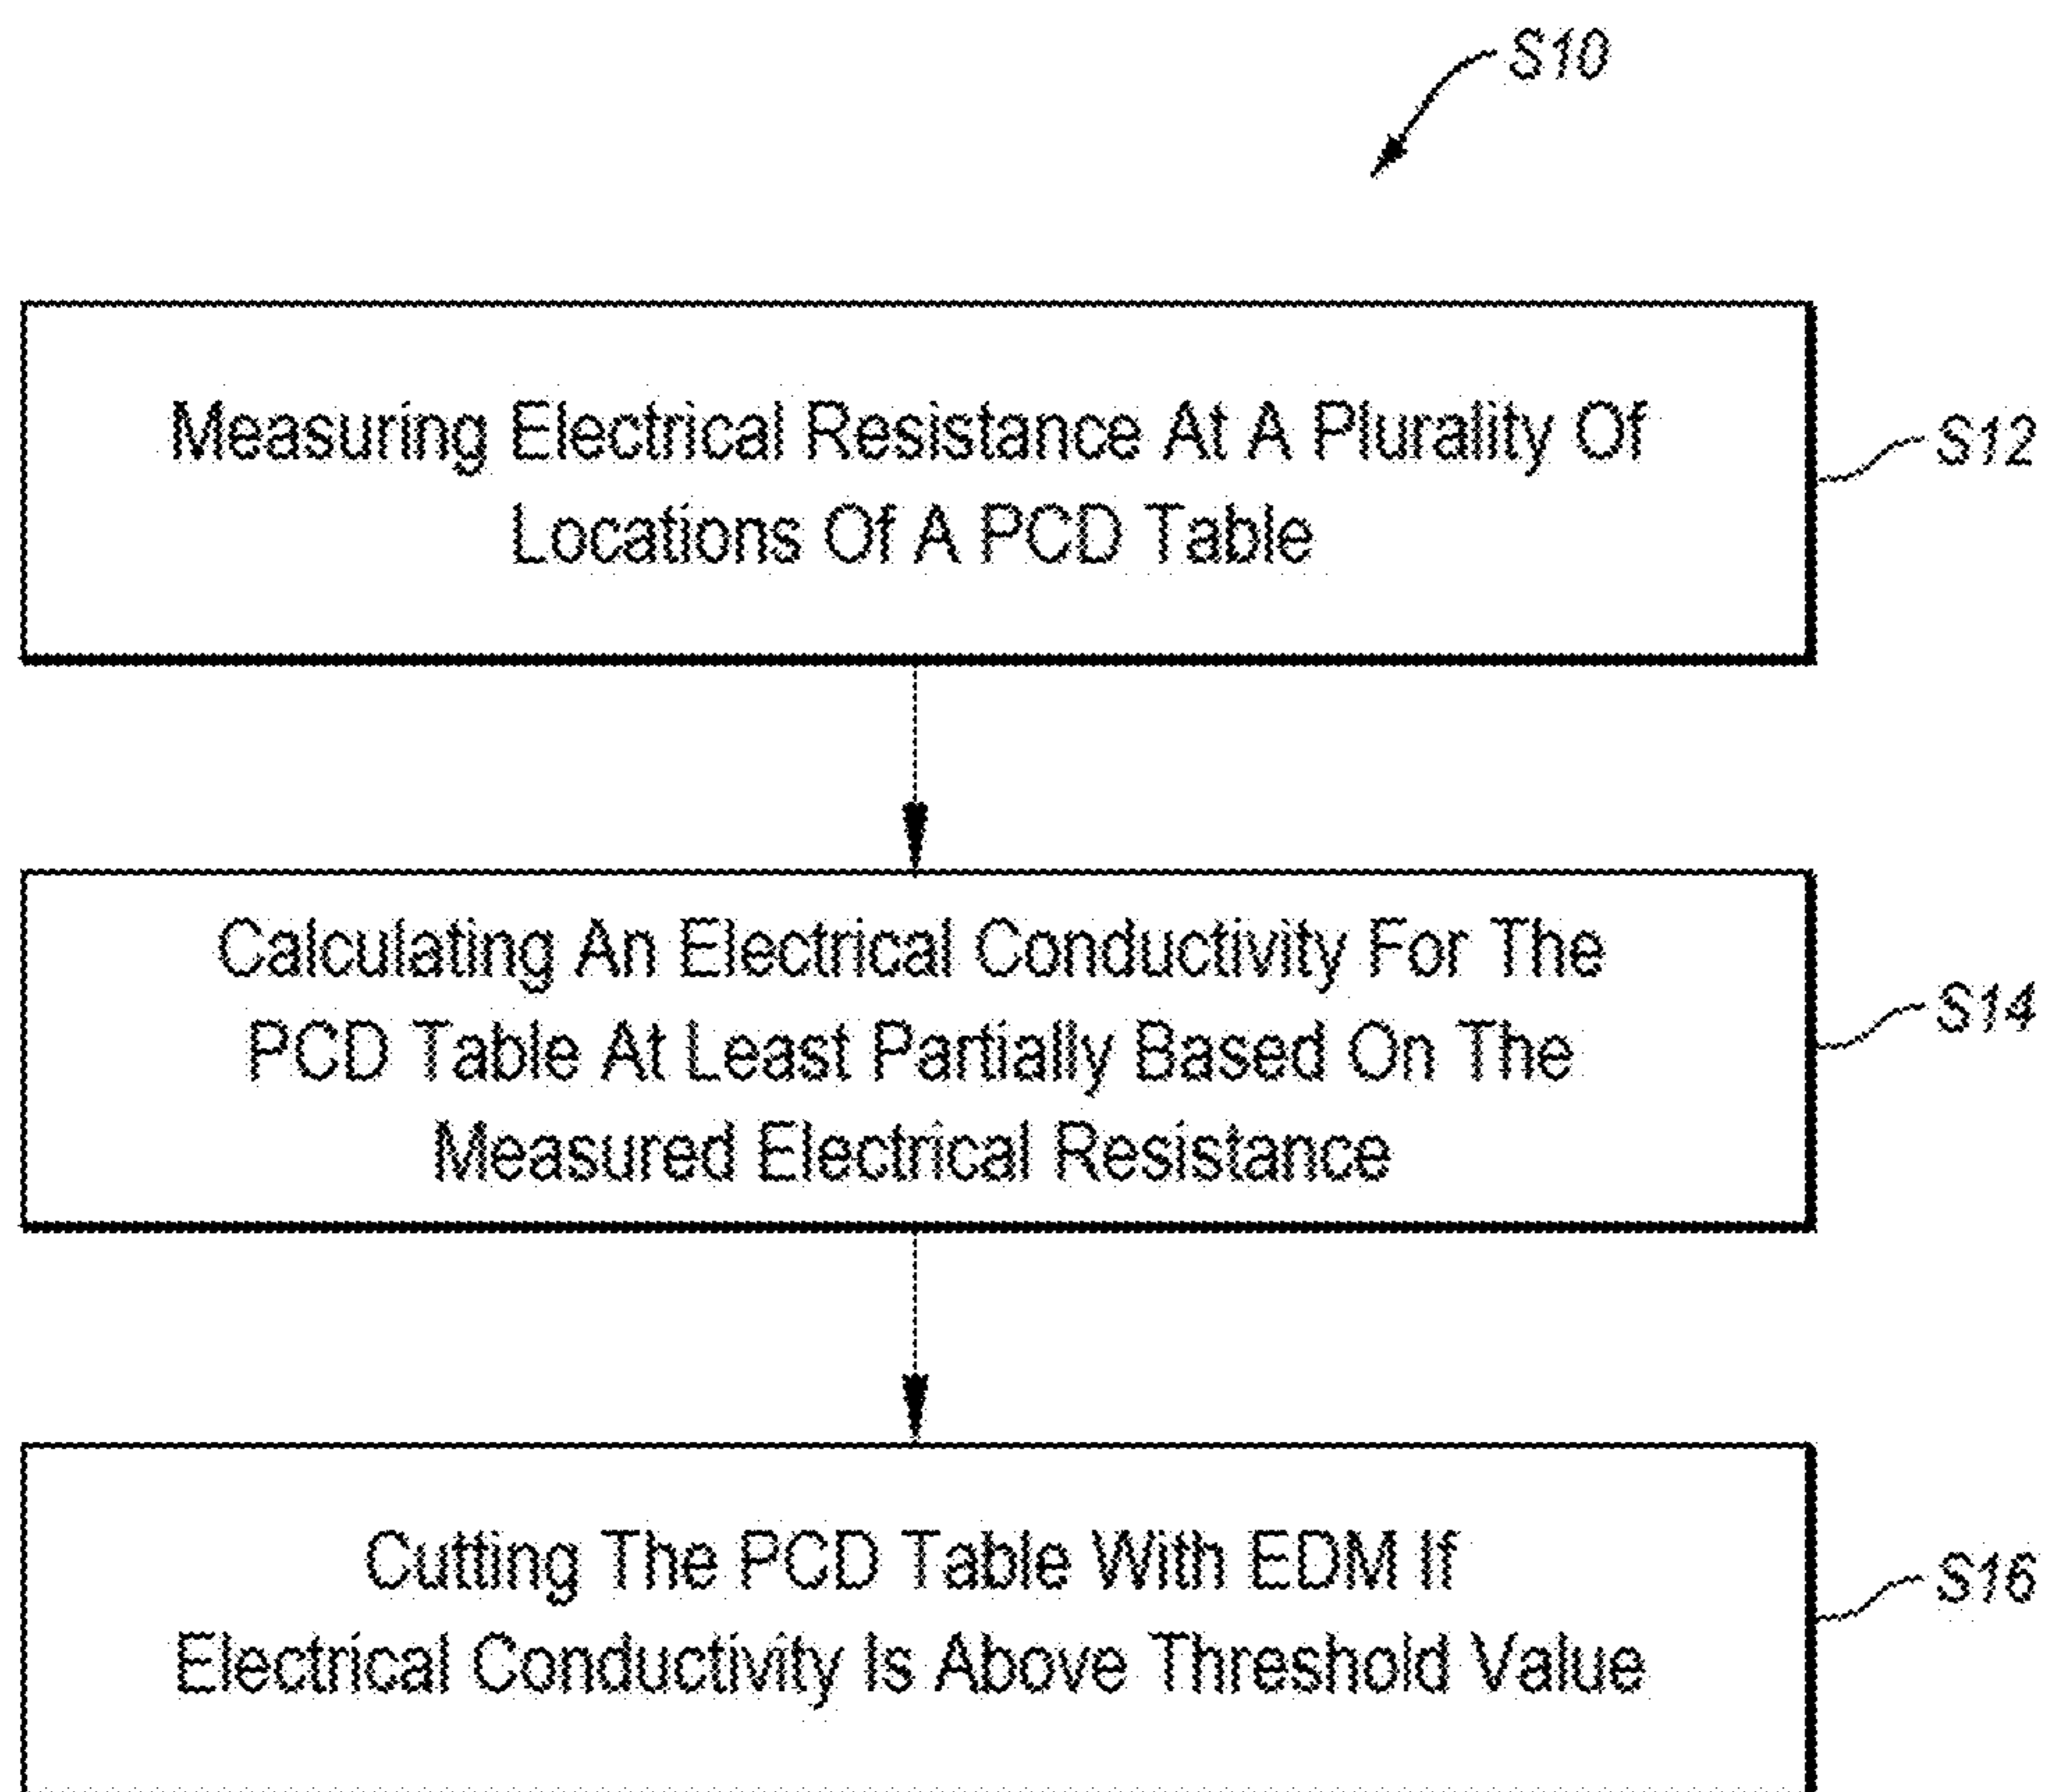 S10
Measuring Electrical Resistance At A Plurality Of
Locations Of A PCD Table
S12
Calculating An Electrical Conductivity For The
PCD Table At Least Partially Based On The
Measured Electrical Resistance
S14
Cutting The PCD Table With EDM If
Electrical Conductivity Is Above Threshold Value
S16